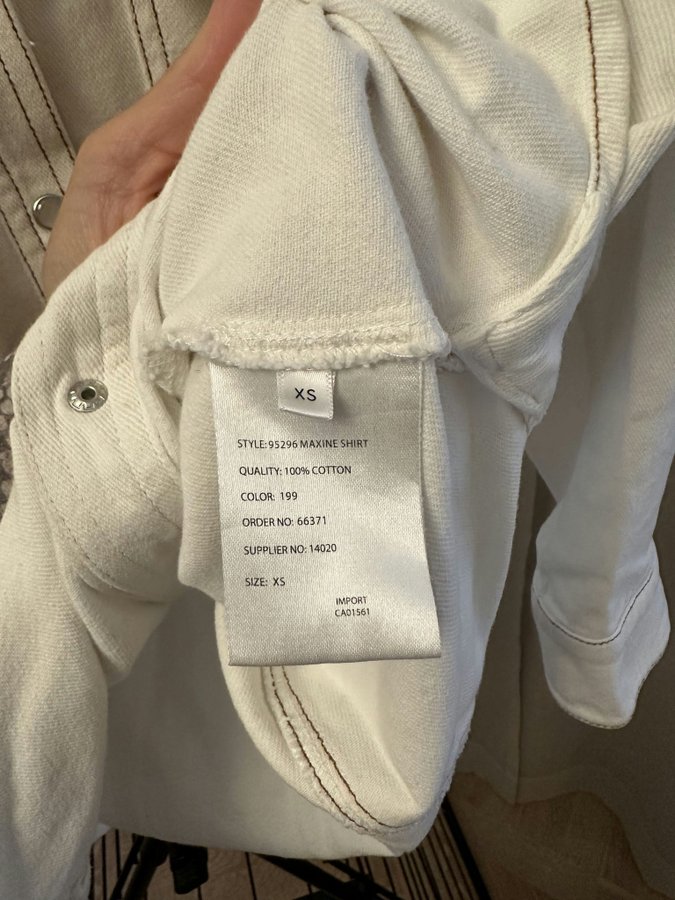 XS
STYLE: 95296 MAXINE SHIRT
QUALITY: 100% COTTON
COLOR: 199
ORDER NO: 66371
SUPPLIER NO: 14020
SIZE: XS
IMPORT
CA01561